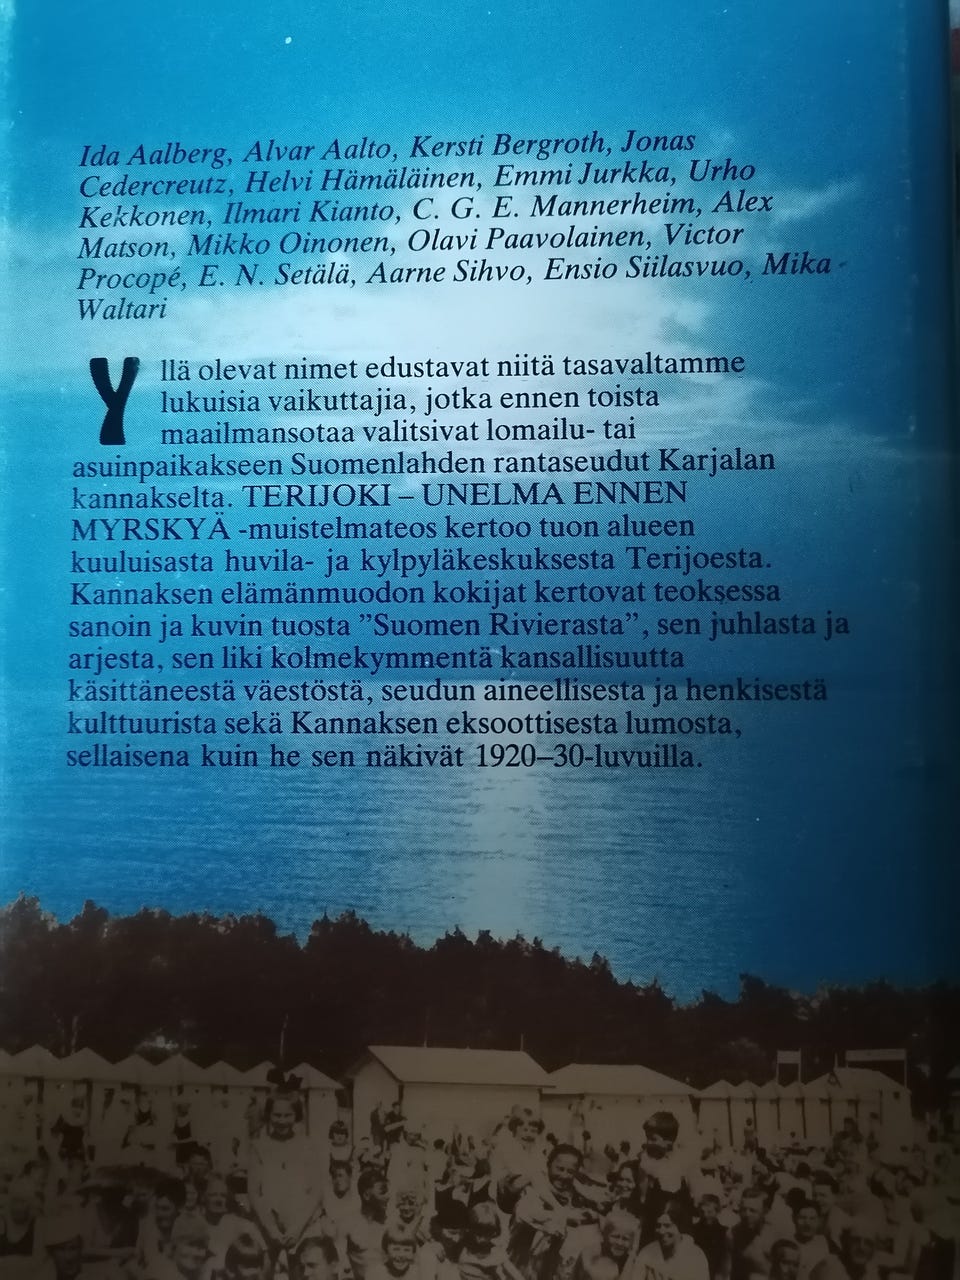 Ida Aalberg, Alvar Aalto, Kersti Bergroth, Jonas
Cedercreutz, Helvi Hämäläinen, Emmi Jurkka, Urho
Kekkonen, Ilmari Kianto, C. G. E. Mannerheim, Alex
Matson, Mikko Oinonen, Olavi Paavolainen, Victor
Procopé, E. N. Setälä, Aarne Sihvo, Ensio Siilasvuo, Mika
Waltari
Yllä olevat nimet edustavat niitä tasavaltamme
lukuisia vaikuttajia, jotka ennen toista
maailmansotaa valitsivat lomailu- tai
asuinpaikakseen Suomenlahden rantaseudut Karjalan
kannakselta. TERIJOKI – UNELMA ENNEN
MYRSKYÄ -muistelmateos kertoo tuon alueen
kuuluisasta huvila- ja kylpyläkeskuksesta Terijoesta.
Kannaksen elämänmuodon kokijat kertovat teoksessa
sanoin ja kuvin tuosta ”Suomen Rivierasta”, sen juhlasta ja
arjesta, sen liki kolmekymmentä kansallisuutta
käsittäneestä väestöstä, seudun aineellisesta ja henkisestä
kulttuurista sekä Kannaksen eksoottisesta lumosta,
sellaisena kuin he sen näkivät 1920–30-luvuilla.